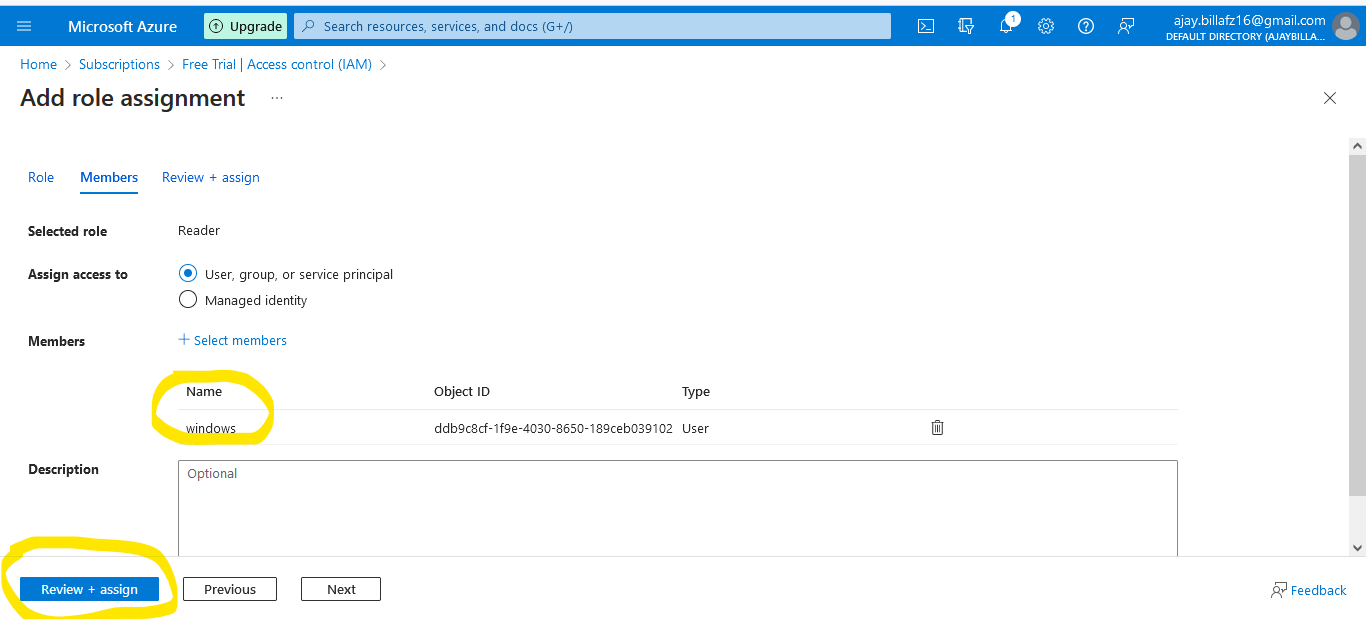 Microsoft Azure Upgrade Search resources, services, and docs (G+/) 1 ajay.billafz16@gmail.com
DEFAULT DIRECTORY (AJAYBILLA...
Home > Subscriptions > Free Trial | Access control (IAM) >
Add role assignment ...
Role Members Review + assign
Selected role Reader
Assign access to User, group, or service principal
Managed identity
Members + Select members
Name Object ID Type
windows ddb9c8cf-1f9e-4030-8650-189ceb039102 User
Description Optional
Review + assign Previous Next Feedback